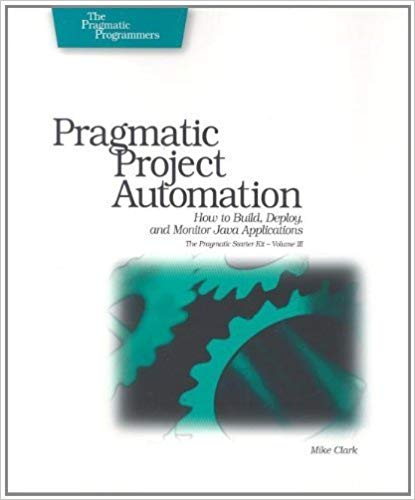 The
Pragmatic
Programmers
Pragmatic
Project
Automation
How to Build, Deploy,
and Monitor Java Applications
The Pragmatic Starter Kit – Volume III
Mike Clark